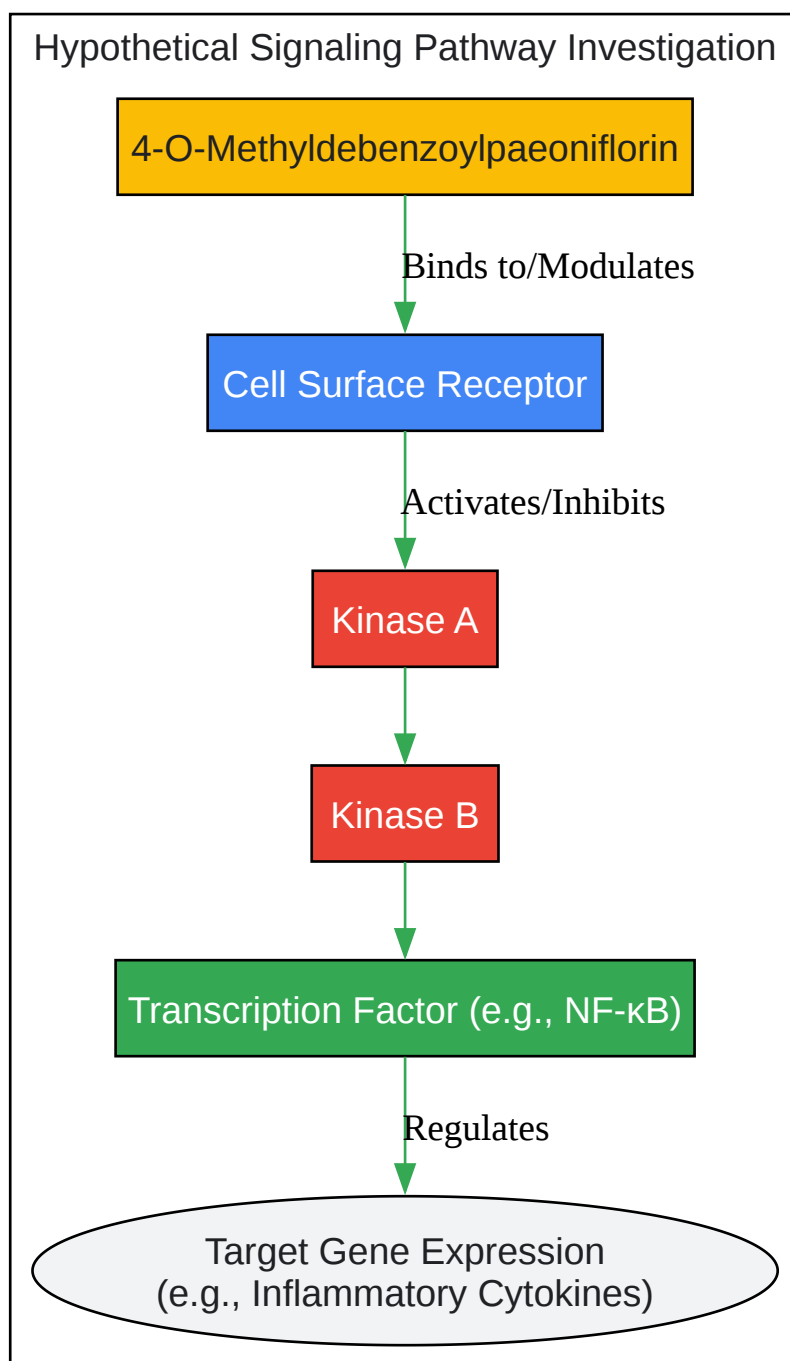 Hypothetical Signaling Pathway Investigation
4-O-Methyldebenzoylpaeoniflorin
Binds to/Modulates
Cell Surface Receptor
Activates/Inhibits
Kinase A
Kinase B
Transcription Factor (e.g., NF-κB)
Regulates
Target Gene Expression
(e.g., Inflammatory Cytokines)